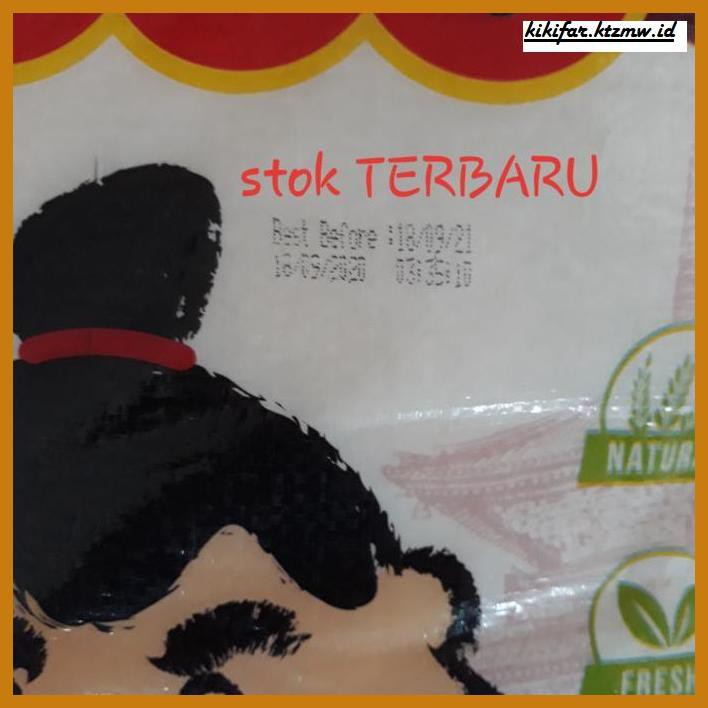 kikifar.ktzmw.id
stok TERBARU
Best Before :18/09/21
18/09/2020 03:35:10
NATUR
FRESH